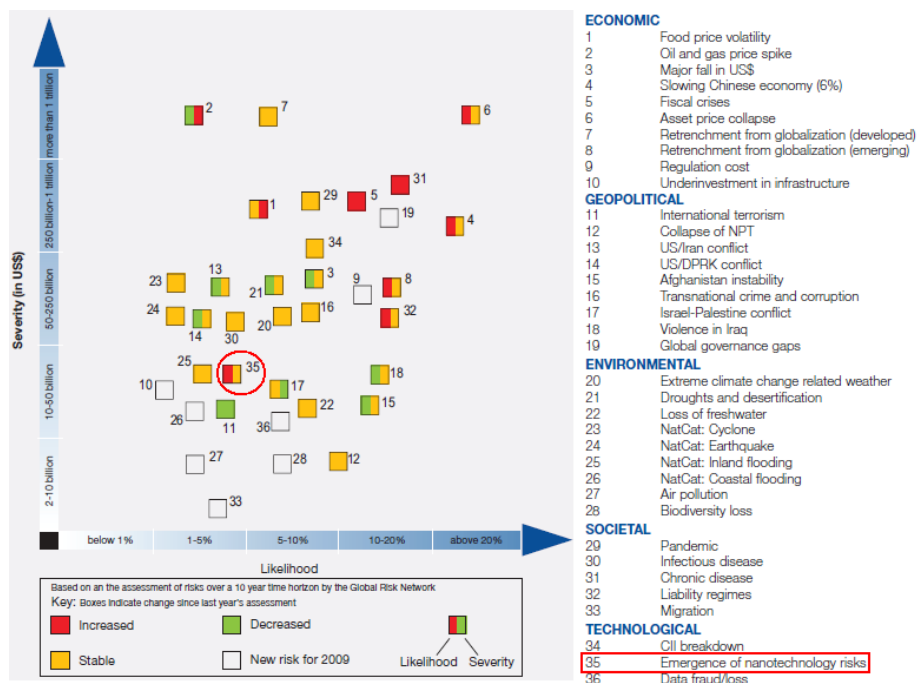 more than 1 trillion
250 billion-1 trillion
50-250 billion
10-50 billion
2-10 billion
Severity (in US$)
2
7
6
31
29
5
1
19
4
34
23
13
3
21
9
8
24
14
30
20
16
32
25
35
18
10
17
26
11
36
22
15
27
28
12
33
below 1%
1-5%
5-10%
10-20%
above 20%
Likelihood
Based on an the assessment of risks over a 10 year time horizon by the Global Risk Network
Key: Boxes indicate change since last year's assessment
Increased
Decreased
Stable
New risk for 2009
Likelihood Severity
ECONOMIC
1 Food price volatility
2 Oil and gas price spike
3 Major fall in US$
4 Slowing Chinese economy (6%)
5 Fiscal crises
6 Asset price collapse
7 Retrenchment from globalization (developed)
8 Retrenchment from globalization (emerging)
9 Regulation cost
10 Underinvestment in infrastructure
GEOPOLITICAL
11 International terrorism
12 Collapse of NPT
13 US/Iran conflict
14 US/DPRK conflict
15 Afghanistan instability
16 Transnational crime and corruption
17 Israel-Palestine conflict
18 Violence in Iraq
19 Global governance gaps
ENVIRONMENTAL
20 Extreme climate change related weather
21 Droughts and desertification
22 Loss of freshwater
23 NatCat: Cyclone
24 NatCat: Earthquake
25 NatCat: Inland flooding
26 NatCat: Coastal flooding
27 Air pollution
28 Biodiversity loss
SOCIETAL
29 Pandemic
30 Infectious disease
31 Chronic disease
32 Liability regimes
33 Migration
TECHNOLOGICAL
34 CII breakdown
35 Emergence of nanotechnology risks
36 Data fraud/loss